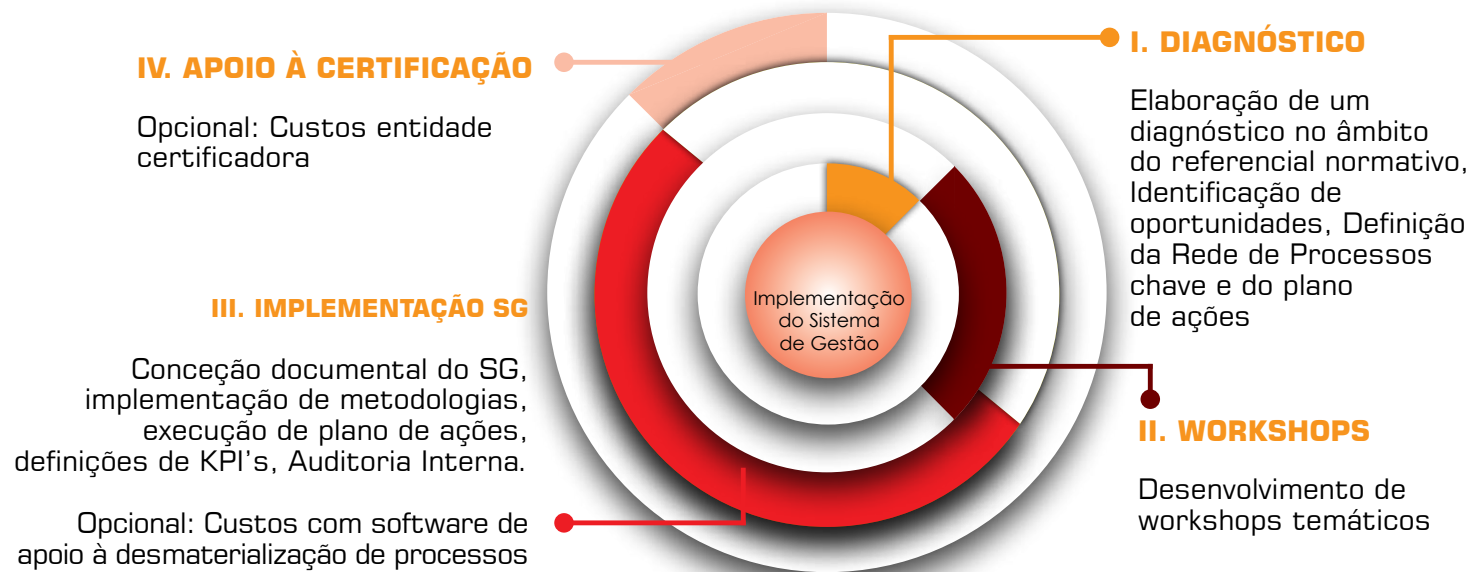 I. DIAGNÓSTICO
Elaboração de um
diagnóstico no âmbito
do referencial normativo,
Identificação de
oportunidades, Definição
da Rede de Processos
chave e do plano
de ações
II. WORKSHOPS
Desenvolvimento de
workshops temáticos
III. IMPLEMENTAÇÃO SG
Conceção documental do SG,
implementação de metodologias,
execução de plano de ações,
definições de KPI's, Auditoria Interna.
Opcional: Custos com software de
apoio à desmaterialização de processos
IV. APOIO À CERTIFICAÇÃO
Opcional: Custos entidade
certificadora
Implementação
do Sistema
de Gestão